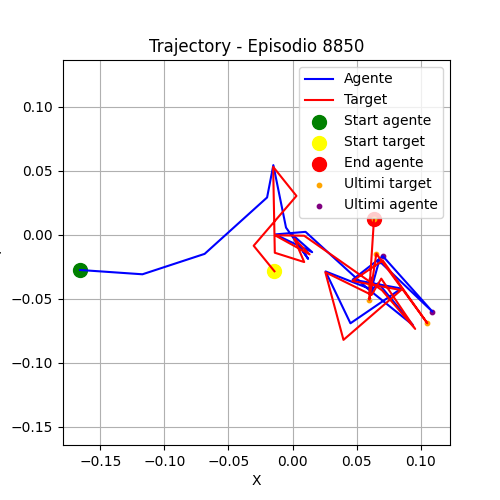 Trajectory - Episodio 8850
Agente
Target
Start agente
Start target
End agente
Ultimi target
Ultimi agente
0.10
0.05
0.00
−0.05
−0.10
−0.15
−0.15
−0.10
−0.05
0.00
0.05
0.10
X